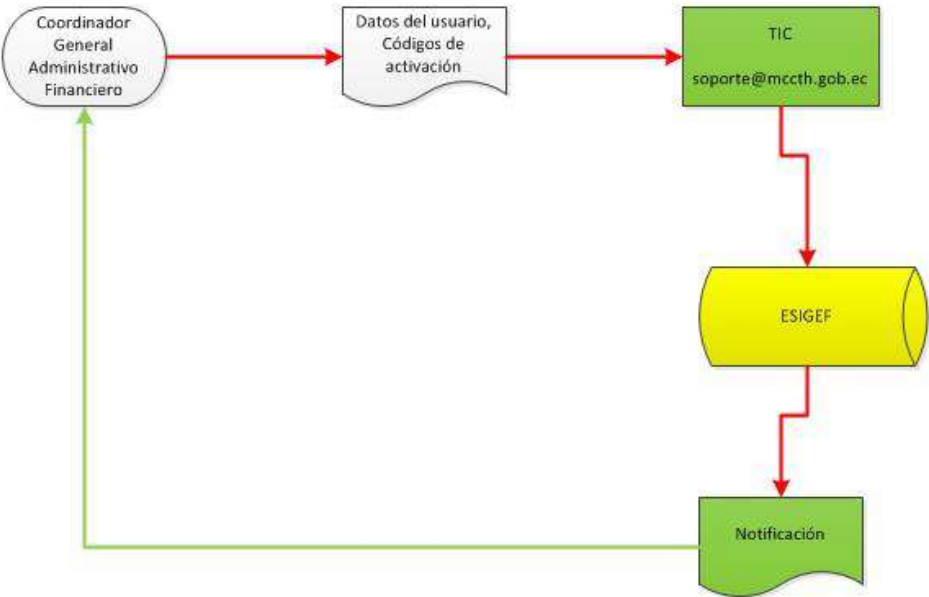 Coordinador
General
Administrativo
Financiero
Datos del usuario,
Códigos de
activación
TIC
soporte@mccth.gob.ec
ESIGEF
Notificación